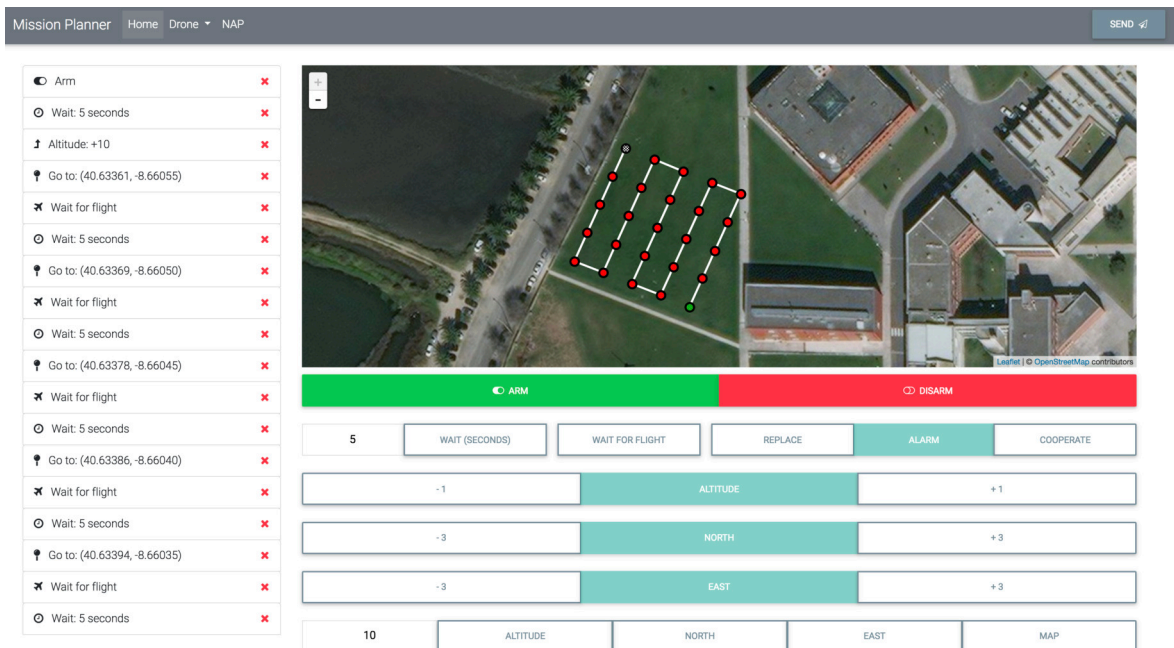 Mission Planner Home Drone NAP SEND
Arm
Wait: 5 seconds
Altitude: +10
Go to: (40.63361, -8.66055)
Wait for flight
Wait: 5 seconds
Go to: (40.63369, -8.66050)
Wait for flight
Wait: 5 seconds
Go to: (40.63378, -8.66045)
Wait for flight
Wait: 5 seconds
Go to: (40.63386, -8.66040)
Wait for flight
Wait: 5 seconds
Go to: (40.63394, -8.66035)
Wait for flight
Wait: 5 seconds
+
-
Leaflet | © OpenStreetMap contributors
ARM DISARM
5 WAIT (SECONDS) WAIT FOR FLIGHT REPLACE ALARM COOPERATE
- 1 ALTITUDE + 1
- 3 NORTH + 3
- 3 EAST + 3
10 ALTITUDE NORTH EAST MAP